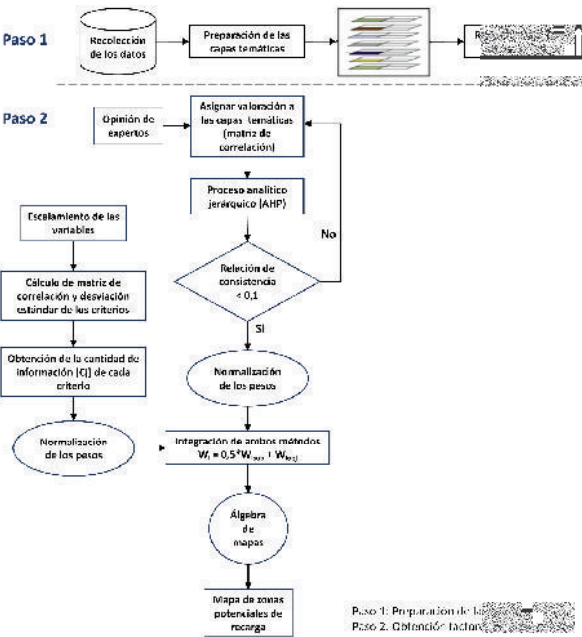 Paso 1
Recolección
de los datos
Preparación de las
capas temáticas
Paso 2
Opinión de
expertos
Asignar valoración a
las capas temáticas
(matriz de
correlación)
Proceso analítico
jerárquico (AHP)
No
Escalamiento de las
variables
Relación de
consistencia
< 0,1
Cálculo de matriz de
correlación y desviación
estándar de los criterios
Si
Obtención de la cantidad de
información (Cj) de cada
criterio
Normalización
de los pesos
Normalización
de los pesos
Integración de ambos métodos
Álgebra
de
mapas
Mapa de zonas
potenciales de
recarga
Paso 1: Preparación de
Paso 2. Obtención